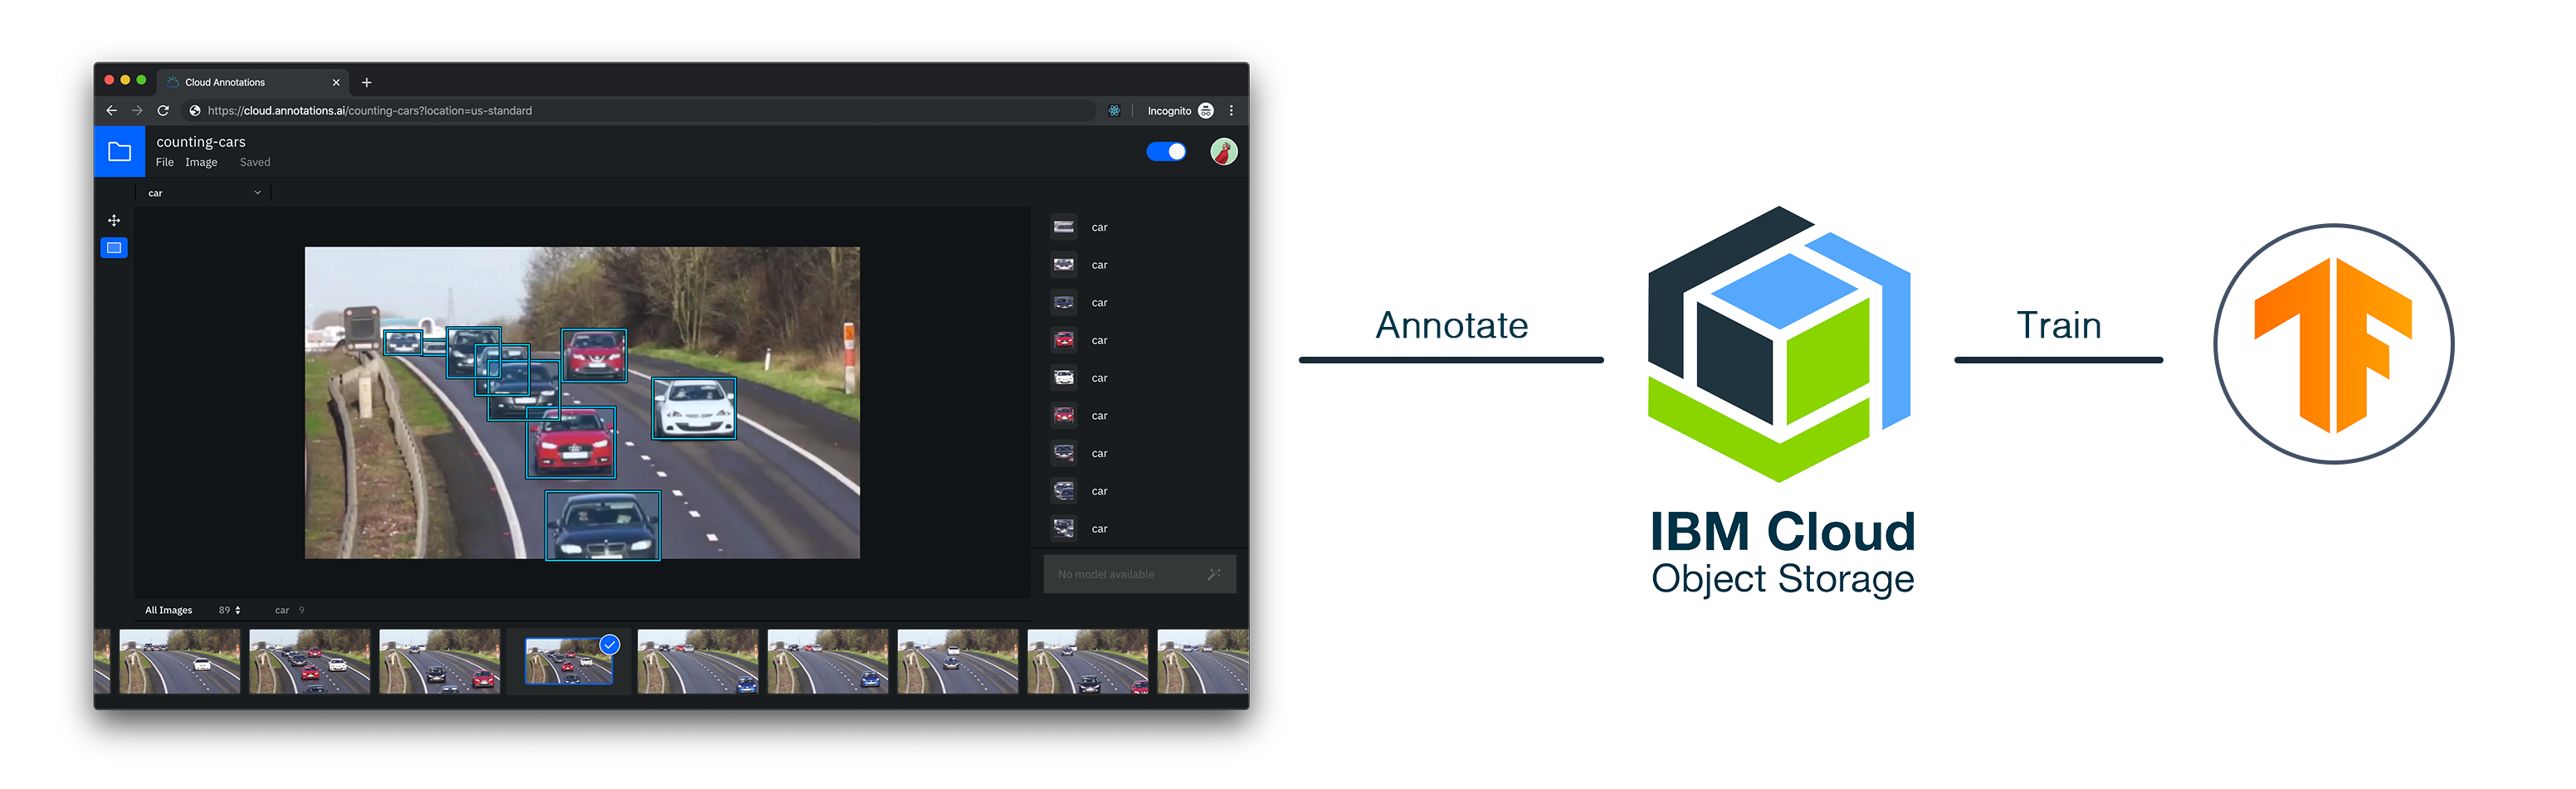 Cloud Annotations
https://cloud.annotations.ai/counting-cars?location=us-standard
Incognito
counting-cars
File Image Saved
car
car
car
car
car
car
car
car
car
car
No model available
All Images 89 car 9
Annotate
IBM Cloud
Object Storage
Train